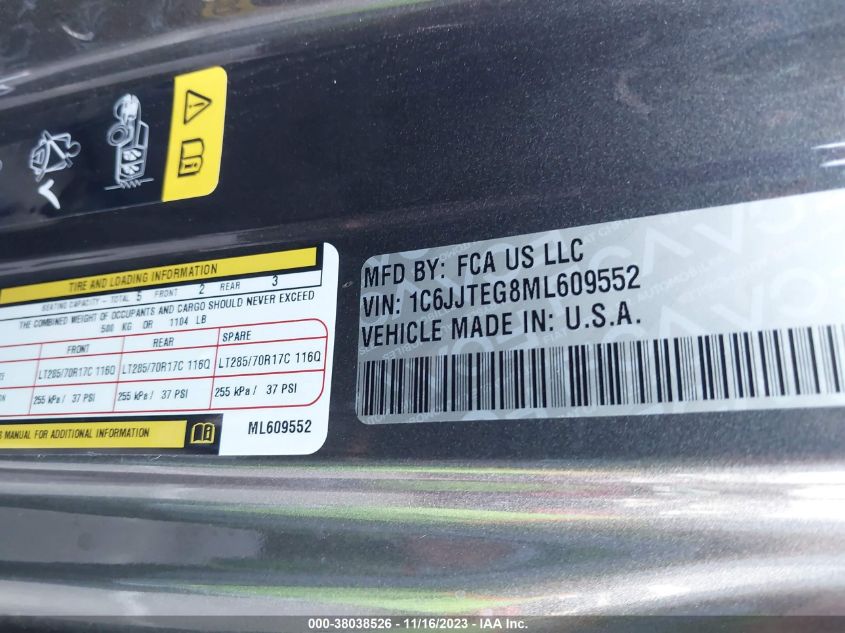 TIRE AND LOADING INFORMATION
SEATING CAPACITY - TOTAL 5 FRONT 2 REAR 3
THE COMBINED WEIGHT OF OCCUPANTS AND CARGO SHOULD NEVER EXCEED
500 KG OR 1104 LB
FRONT REAR SPARE
LT285/70R17C 116Q LT285/70R17C 116Q LT285/70R17C 116Q
255 kPa / 37 PSI 255 kPa / 37 PSI 255 kPa / 37 PSI
MANUAL FOR ADDITIONAL INFORMATION
ML609552
MFD BY: FCA US LLC
VIN: 1C6JJTEG8ML609552
VEHICLE MADE IN: U.S.A.
000-38038526 - 11/16/2023 - IAAI.com